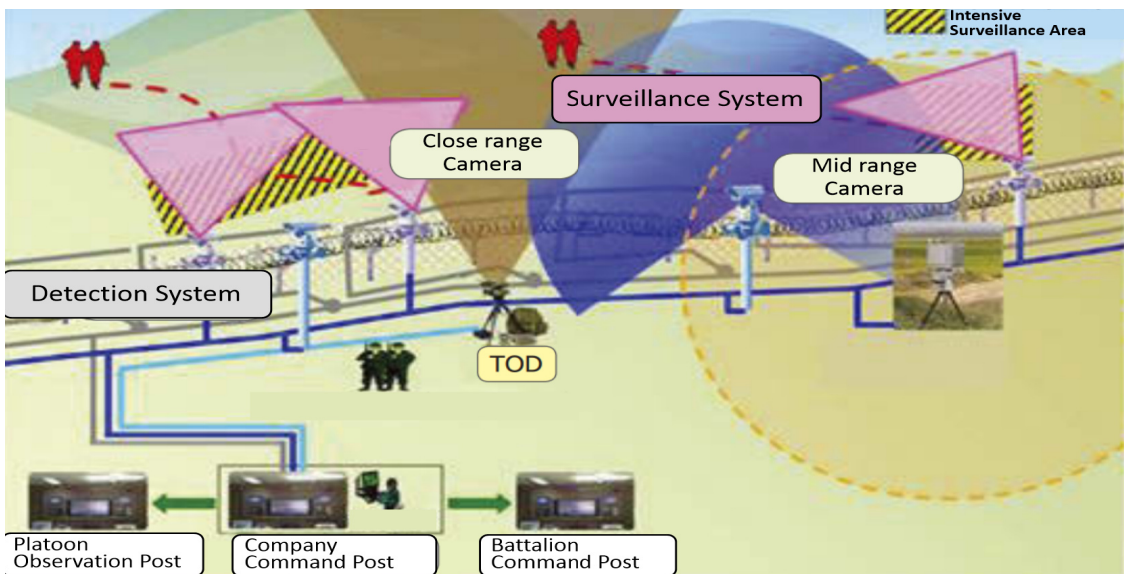 Intensive
Surveillance Area
Surveillance System
Close range
Camera
Mid range
Camera
Detection System
TOD
Platoon
Observation Post
Company
Command Post
Battalion
Command Post